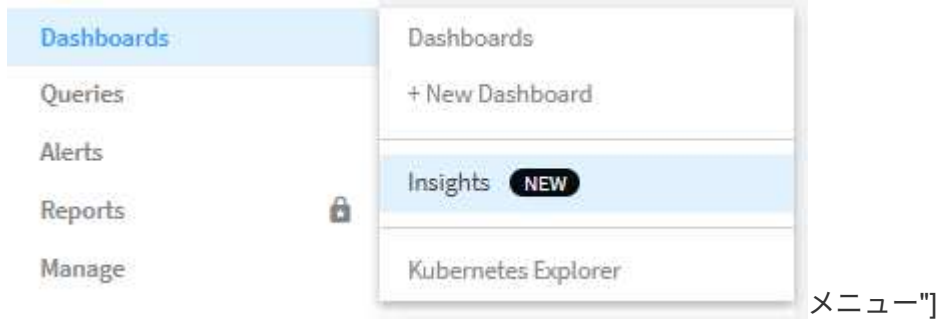 Dashboards
Queries
Alerts
Reports
Manage
Dashboards
+ New Dashboard
Insights NEW
Kubernetes Explorer
メニュー"]